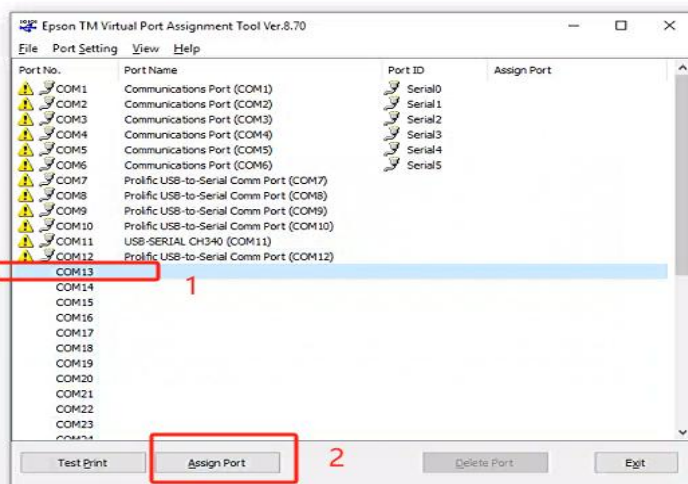 Epson TM Virtual Port Assignment Tool Ver.8.70
File Port Setting View Help
Port No. Port Name Port ID Assign Port
COM1 Communications Port (COM1) Serial0
COM2 Communications Port (COM2) Serial1
COM3 Communications Port (COM3) Serial2
COM4 Communications Port (COM4) Serial3
COM5 Communications Port (COM5) Serial4
COM6 Communications Port (COM6) Serial5
COM7 Prolific USB-to-Serial Comm Port (COM7)
COM8 Prolific USB-to-Serial Comm Port (COM8)
COM9 Prolific USB-to-Serial Comm Port (COM9)
COM10 Prolific USB-to-Serial Comm Port (COM10)
COM11 USB-SERIAL CH340 (COM11)
COM12 Prolific USB-to-Serial Comm Port (COM12)
COM13
1
COM14
COM15
COM16
COM17
COM18
COM19
COM20
COM21
COM22
COM23
COM24
Test Print Assign Port 2 Delete Port Exit